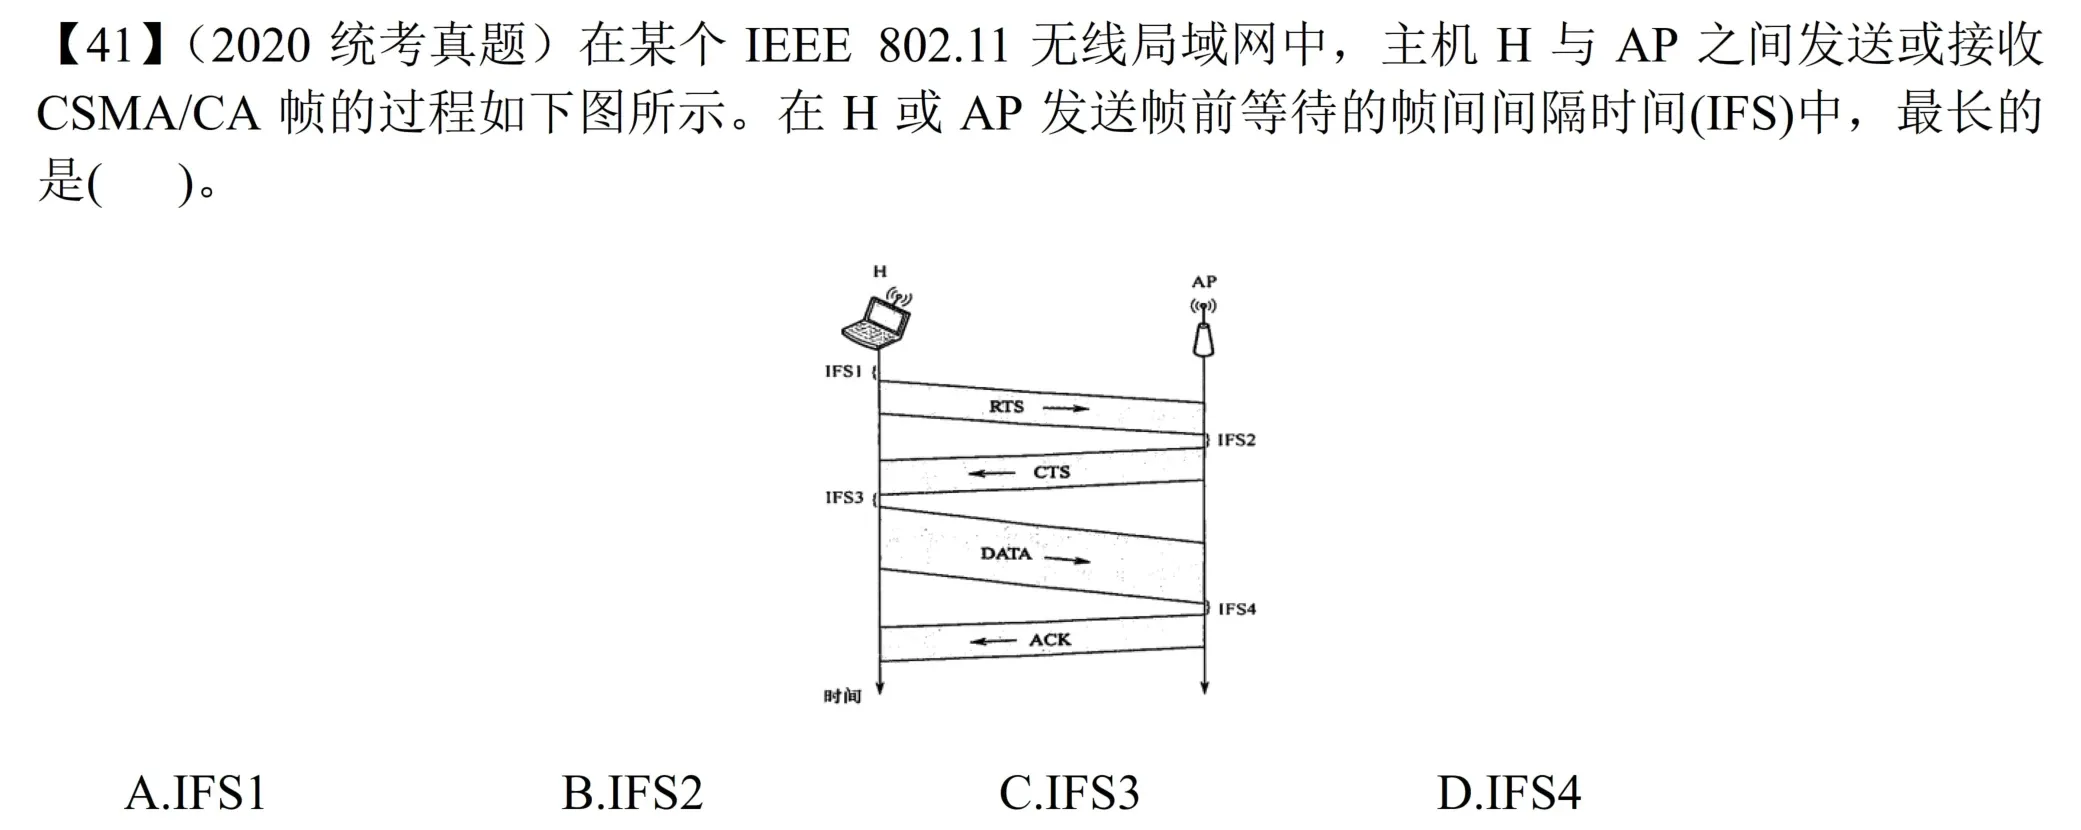 【41】（2020 统考真题）在某个 IEEE 802.11 无线局域网中，主机 H 与 AP 之间发送或接收
CSMA/CA 帧的过程如下图所示。在 H 或 AP 发送帧前等待的帧间间隔时间(IFS)中，最长的
是( )。
H
AP
IFS1
RTS
IFS2
CTS
IFS3
DATA
IFS4
ACK
时间
A.IFS1 B.IFS2 C.IFS3 D.IFS4